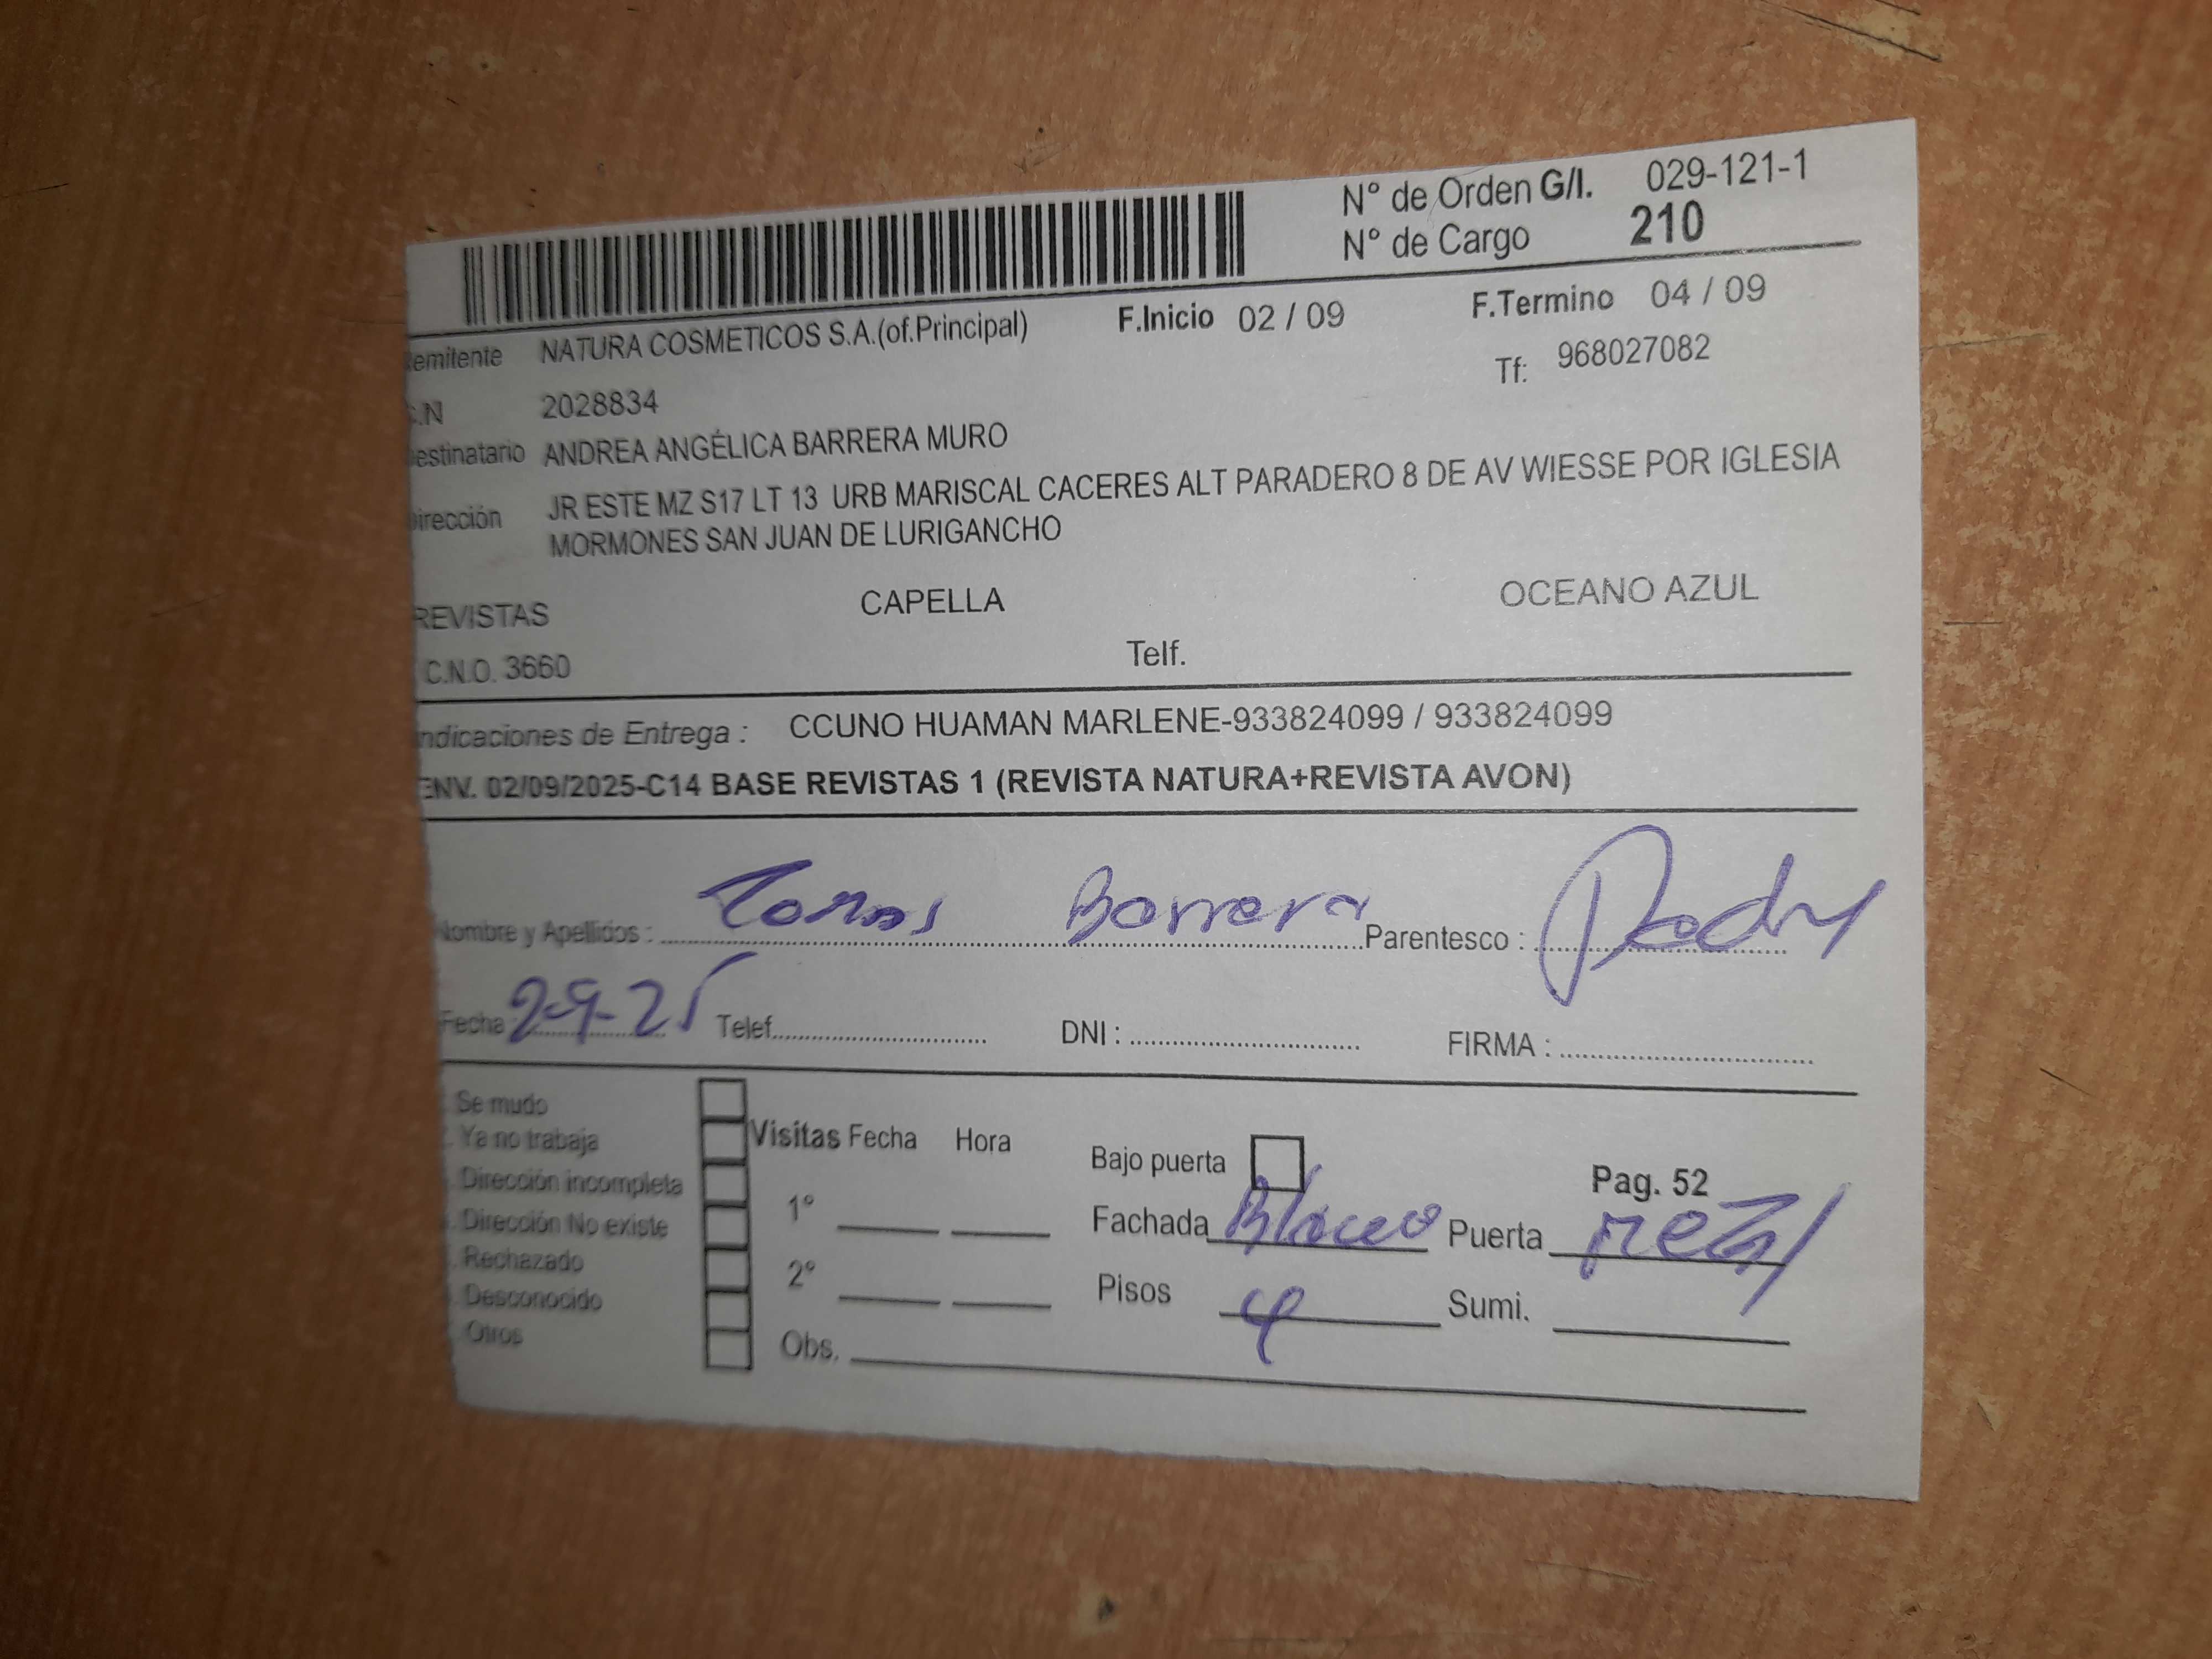 N° de Orden G/I. 029-121-1
N° de Cargo 210
F.Inicio 02 / 09 F.Termino 04 / 09
emitente NATURA COSMETICOS S.A.(of.Principal)
Tf: 968027082
.N 2028834
estinatario ANDREA ANGÉLICA BARRERA MURO
irección JR ESTE MZ S17 LT 13 URB MARISCAL CACERES ALT PARADERO 8 DE AV WIESSE POR IGLESIA
MORMONES SAN JUAN DE LURIGANCHO
REVISTAS CAPELLA OCEANO AZUL
C.N.O. 3660 Telf.
ndicaciones de Entrega : CCUNO HUAMAN MARLENE-933824099 / 933824099
ENV. 02/09/2025-C14 BASE REVISTAS 1 (REVISTA NATURA+REVISTA AVON)
Nombre y Apellidos : Tomas Barrera Parentesco :
Fecha 2-9-25 Telef. DNI : FIRMA :
Se mudo
Ya no trabaja
Dirección incompleta
Dirección No existe
Rechazado
Desconocido
Otros
Visitas Fecha Hora
1°
2°
Obs.
Bajo puerta Pag. 52
Fachada Blanco Puerta metal
Pisos 4 Sumi.